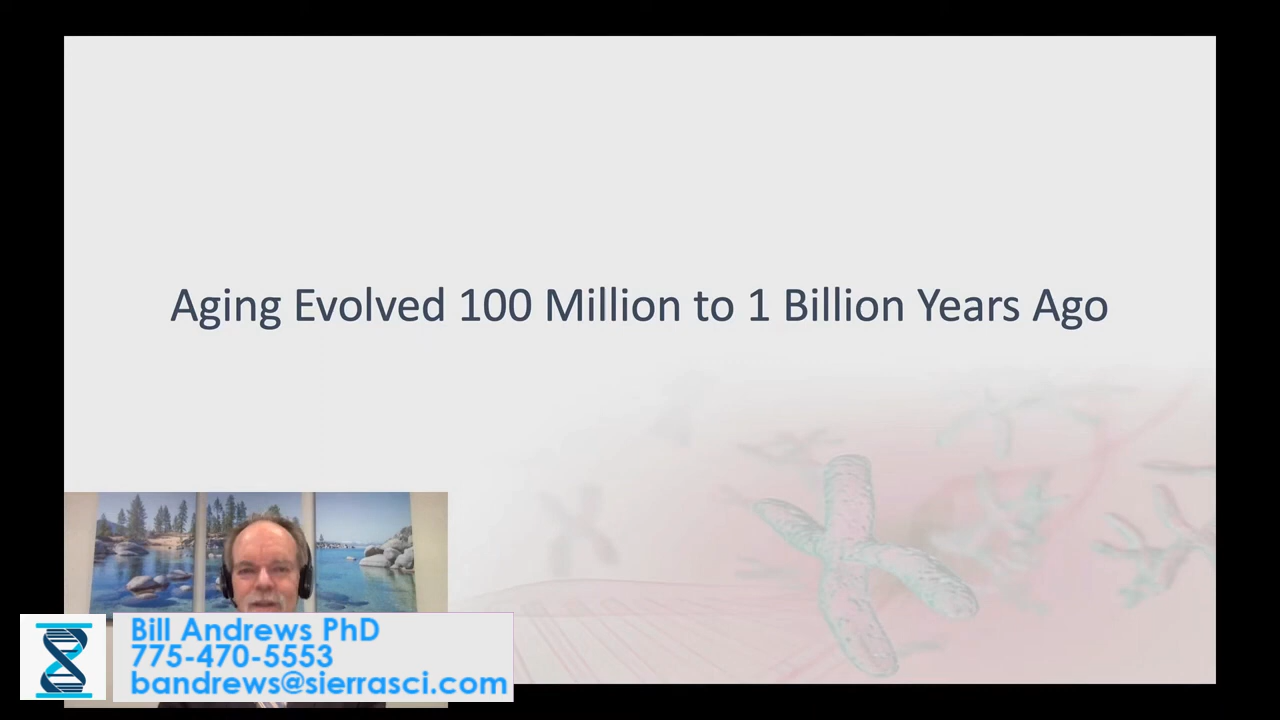 Aging Evolved 100 Million to 1 Billion Years Ago
Bill Andrews PhD
775-470-5553
bandrews@sierrasci.com